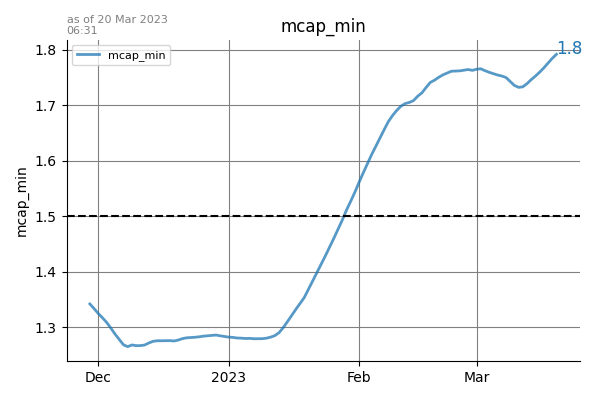 as of 20 Mar 2023
06:31
mcap_min
1.8
mcap_min
mcap_min
1.8
1.7
1.6
1.5
1.4
1.3
Dec
2023
Feb
Mar